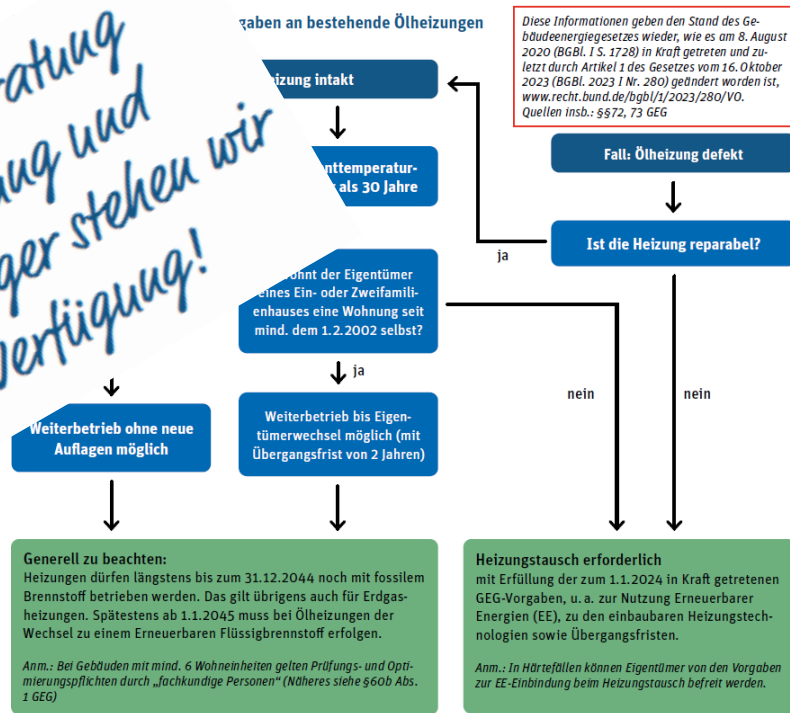 gaben an bestehende Ölheizungen
Diese Informationen geben den Stand des Ge-
bäudeenergiegesetzes wieder, wie es am 8. August
2020 (BGBl. I S. 1728) in Kraft getreten und zu-
letzt durch Artikel 1 des Gesetzes vom 16. Oktober
2023 (BGBl. 2023 I Nr. 280) geändert worden ist,
www.recht.bund.de/bgbl/1/2023/280/VO.
Quellen insb.: §§72, 73 GEG
ratung
ung und
ger stehen wir
erfügung!
izung intakt
nttemperatur-
als 30 Jahre
Fall: Ölheizung defekt
Ist die Heizung reparabel?
ja
ohnt der Eigentümer
eines Ein- oder Zweifamili-
enhauses eine Wohnung seit
mind. dem 1.2.2002 selbst?
ja
nein
nein
Weiterbetrieb ohne neue
Auflagen möglich
Weiterbetrieb bis Eigen-
tümerwechsel möglich (mit
Übergangsfrist von 2 Jahren)
Generell zu beachten:
Heizungen dürfen längstens bis zum 31.12.2044 noch mit fossilem
Brennstoff betrieben werden. Das gilt übrigens auch für Erdgas-
heizungen. Spätestens ab 1.1.2045 muss bei Ölheizungen der
Wechsel zu einem Erneuerbaren Flüssigbrennstoff erfolgen.
Anm.: Bei Gebäuden mit mind. 6 Wohneinheiten gelten Prüfungs- und Opti-
mierungspflichten durch „fachkundige Personen“ (Näheres siehe §60b Abs.
1 GEG)
Heizungstausch erforderlich
mit Erfüllung der zum 1.1.2024 in Kraft getretenen
GEG-Vorgaben, u. a. zur Nutzung Erneuerbarer
Energien (EE), zu den einbaubaren Heizungstech-
nologien sowie Übergangsfristen.
Anm.: In Härtefällen können Eigentümer von den Vorgaben
zur EE-Einbindung beim Heizungstausch befreit werden.